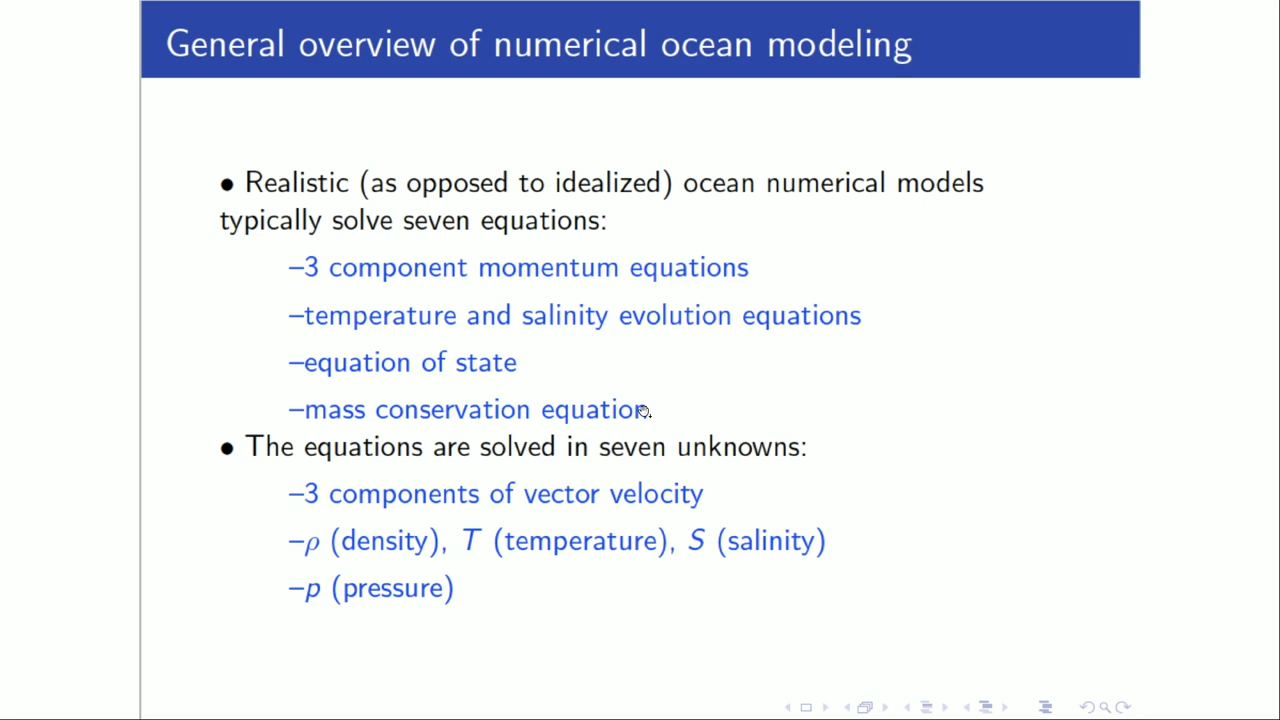 General overview of numerical ocean modeling
• Realistic (as opposed to idealized) ocean numerical models
typically solve seven equations:
–3 component momentum equations
–temperature and salinity evolution equations
–equation of state
–mass conservation equation
• The equations are solved in seven unknowns:
–3 components of vector velocity
–ρ (density), T (temperature), S (salinity)
–p (pressure)